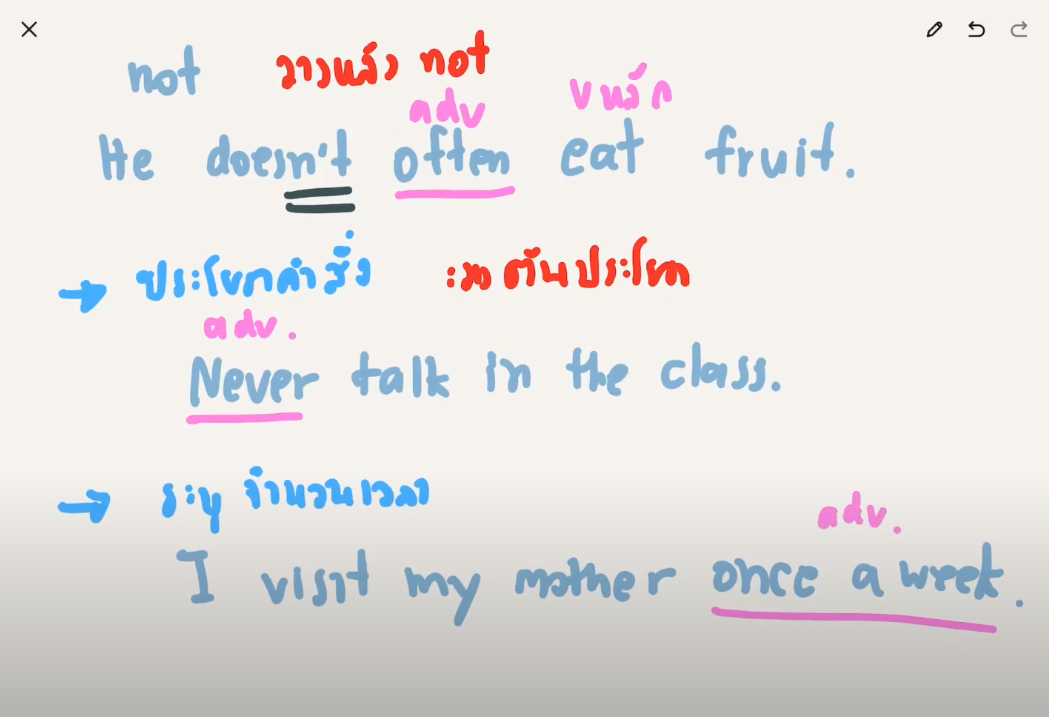 not วางหลัง not
adv vหลัก
He doesn't often eat fruit.
→ ประโยคคำสั่ง วางต้นประโยค
adv.
Never talk in the class.
→ ระบุ จำนวนเวลา
adv.
I visit my mother once a week.